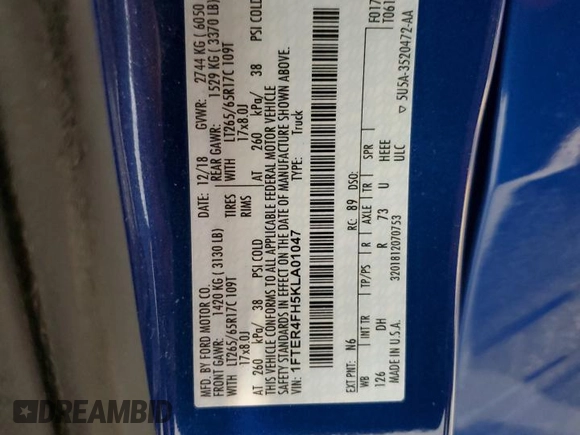 MFD. BY FORD MOTOR CO.
DATE: 12/18
GVWR: 2744 KG ( 6050
FRONT GAWR: 1420 KG ( 3130 LB)
REAR GAWR: 1529 KG ( 3370 LB)
WITH LT265/65R17C 109T
TIRES
WITH LT265/65R17C 109T
17x8.0J
RIMS
17x8.0J
AT 260 kPa/ 38 PSI COLD
AT 260 kPa/ 38 PSI COLD
THIS VEHICLE CONFORMS TO ALL APPLICABLE FEDERAL MOTOR VEHICLE
SAFETY STANDARDS IN EFFECT ON THE DATE OF MANUFACTURE SHOWN ABOVE.
VIN: 1FTER4FH5KLA01047
TYPE: Truck
F017
T061
EXT PNT: N6
RC: 89
DSO:
WB
INT TR
TP/PS
R
AXLE
TR
SPR
126
DH
R
73
U
HEEE
ULC
MADE IN U.S.A.
3201812070753
▽ 5U5A-3520472-AA
DREAMBID